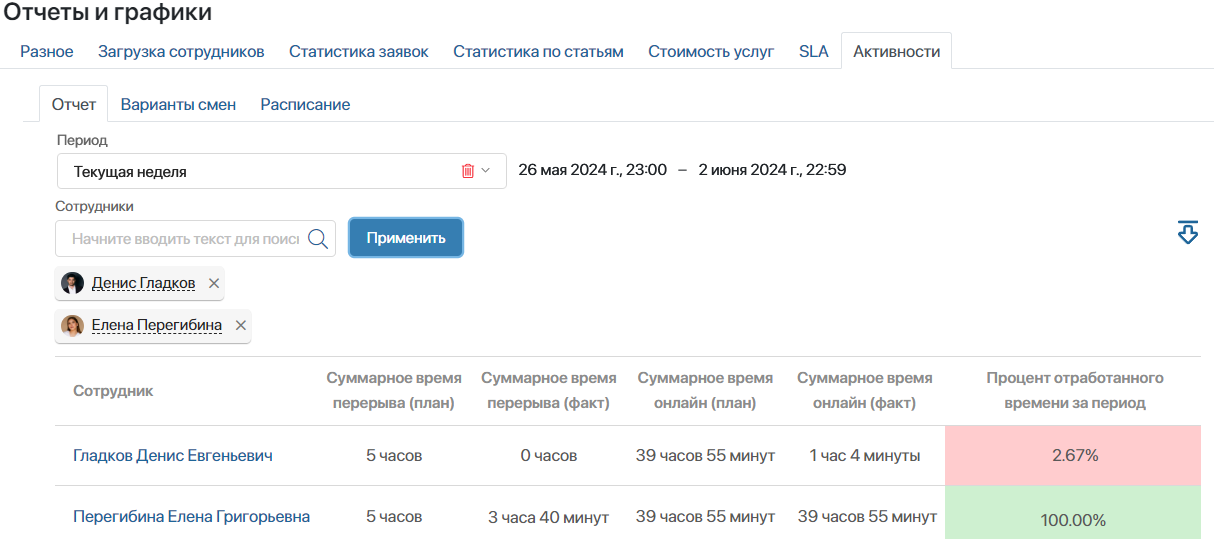 Отчеты и графики
Разное Загрузка сотрудников Статистика заявок Статистика по статьям Стоимость услуг SLA Активности
Отчет Варианты смен Расписание
Период
Текущая неделя 26 мая 2024 г., 23:00 – 2 июня 2024 г., 22:59
Сотрудники
Начните вводить текст для поиск Применить
Денис Гладков
Елена Перегибина
Сотрудник Суммарное время перерыва (план) Суммарное время перерыва (факт) Суммарное время онлайн (план) Суммарное время онлайн (факт) Процент отработанного времени за период
Гладков Денис Евгеньевич 5 часов 0 часов 39 часов 55 минут 1 час 4 минуты 2.67%
Перегибина Елена Григорьевна 5 часов 3 часа 40 минут 39 часов 55 минут 39 часов 55 минут 100.00%